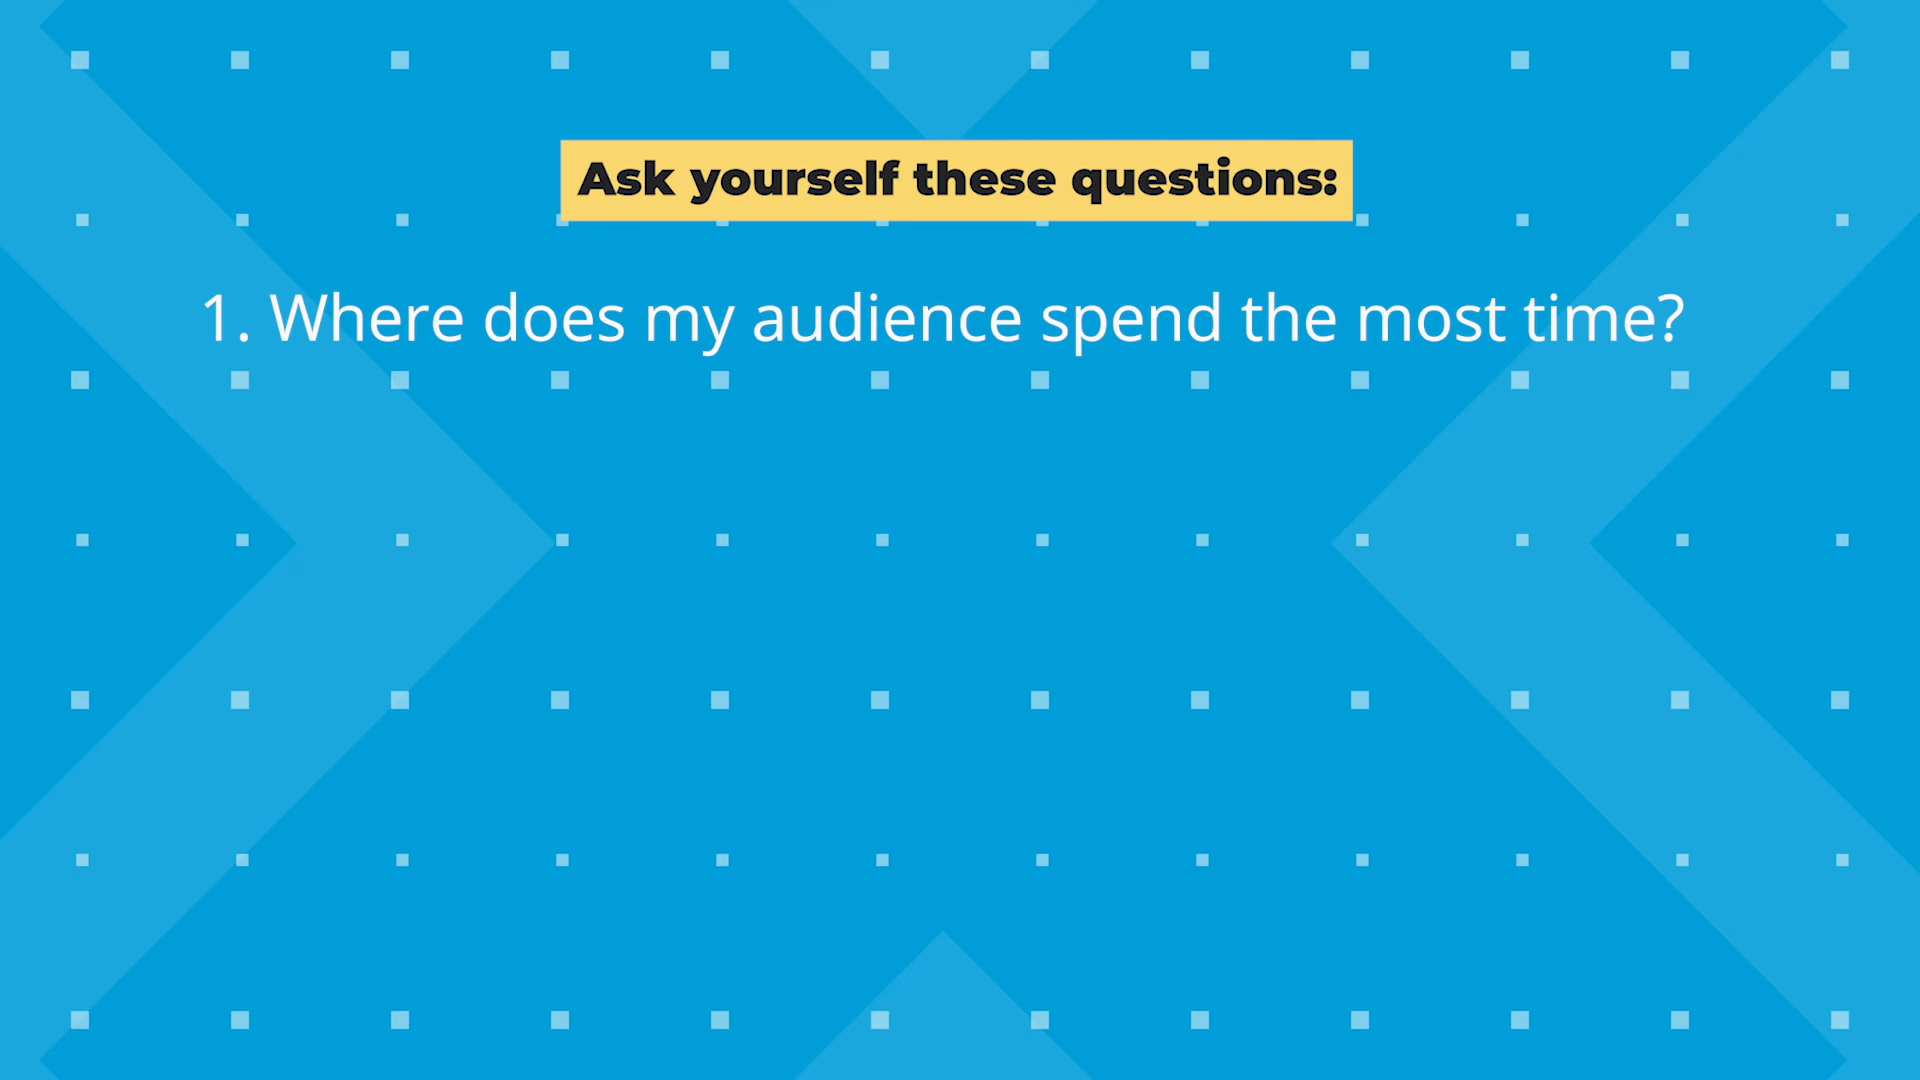 Ask yourself these questions:
1. Where does my audience spend the most time?